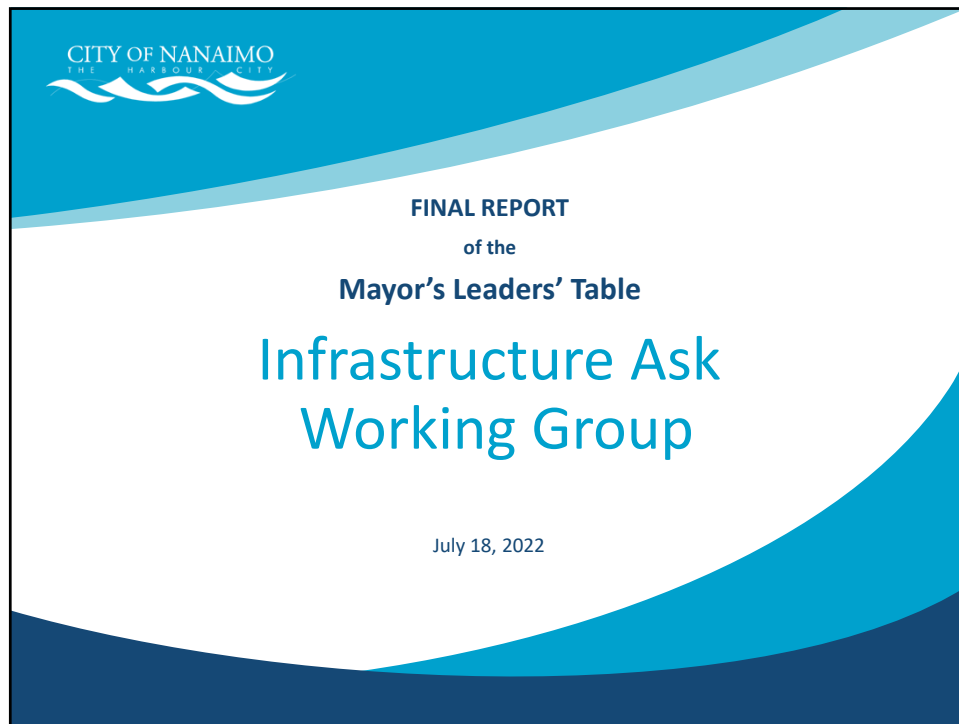 CITY OF NANAIMO
THE HARBOUR CITY
FINAL REPORT
of the
Mayor’s Leaders’ Table
Infrastructure Ask
Working Group
July 18, 2022